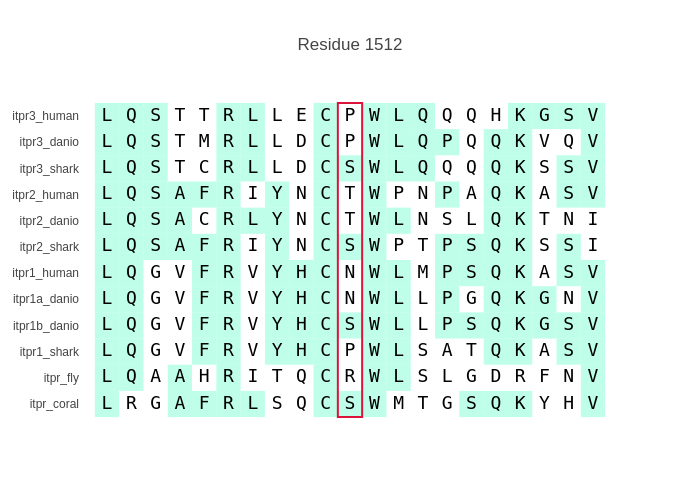 Residue 1512
itpr3_human L Q S T T R L L E C P W L Q Q Q H K G S V
itpr3_danio L Q S T M R L L D C P W L Q P Q Q K V Q V
itpr3_shark L Q S T C R L L D C S W L Q Q Q Q K S S V
itpr2_human L Q S A F R I Y N C T W P N P A Q K A S V
itpr2_danio L Q S A C R L Y N C T W L N S L Q K T N I
itpr2_shark L Q S A F R I Y N C S W P T P S Q K S S I
itpr1_human L Q G V F R V Y H C N W L M P S Q K A S V
itpr1a_danio L Q G V F R V Y H C N W L L P G Q K G N V
itpr1b_danio L Q G V F R V Y H C S W L L P S Q K G S V
itpr1_shark L Q G V F R V Y H C P W L S A T Q K A S V
itpr_fly L Q A A H R I T Q C R W L S L G D R F N V
itpr_coral L R G A F R L S Q C S W M T G S Q K Y H V